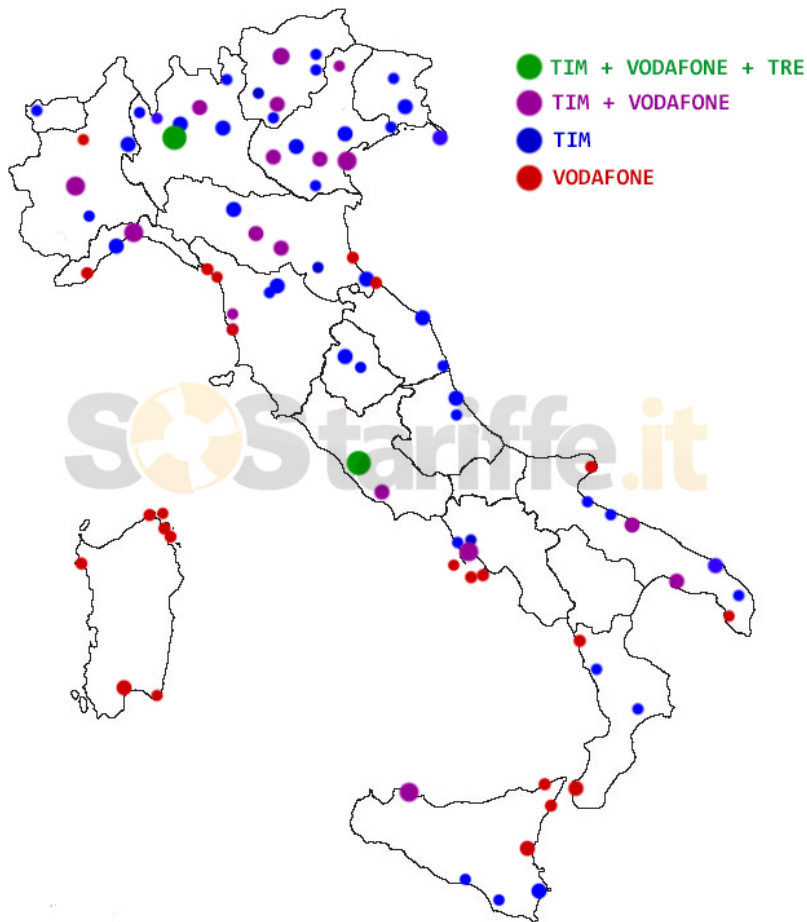 TIM + VODAFONE + TRE
TIM + VODAFONE
TIM
VODAFONE
SOStariffe.it